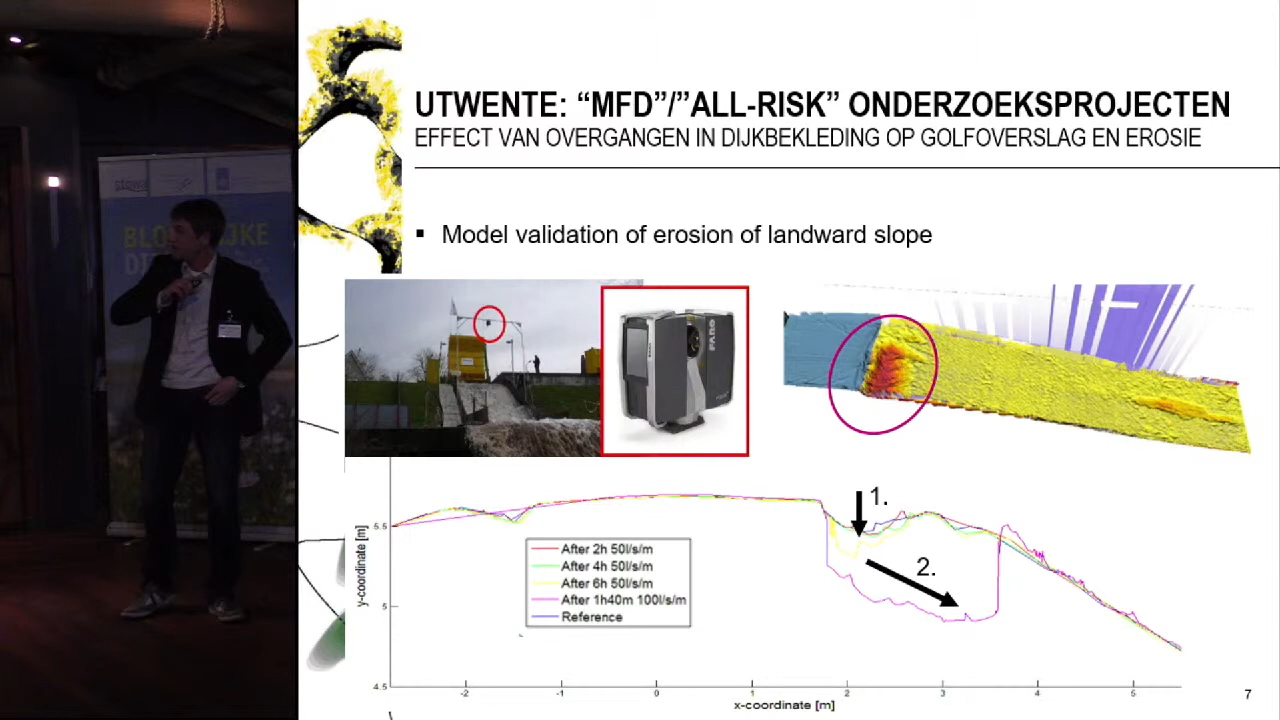 UTWENTE: “MFD”/”ALL-RISK” ONDERZOEKSPROJECTEN
EFFECT VAN OVERGANGEN IN DIJKBEKLEDING OP GOLFOVERSLAG EN EROSIE
▪ Model validation of erosion of landward slope
stowa
FARO
1.
2.
5.5
5
4.5
y-coordinate [m]
After 2h 50l/s/m
After 4h 50l/s/m
After 6h 50l/s/m
After 1h40m 100l/s/m
Reference
-2
-1
0
1
2
3
4
5
x-coordinate [m]
7